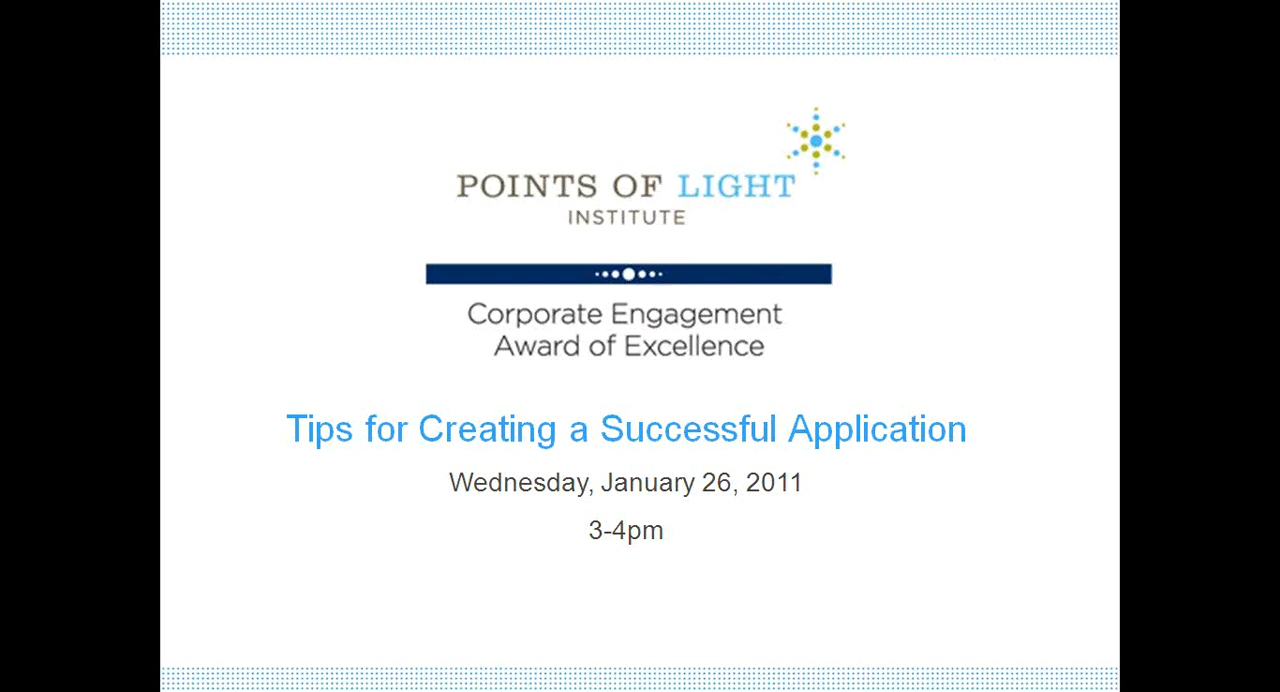 POINTS OF LIGHT
INSTITUTE
Corporate Engagement
Award of Excellence
Tips for Creating a Successful Application
Wednesday, January 26, 2011
3-4pm